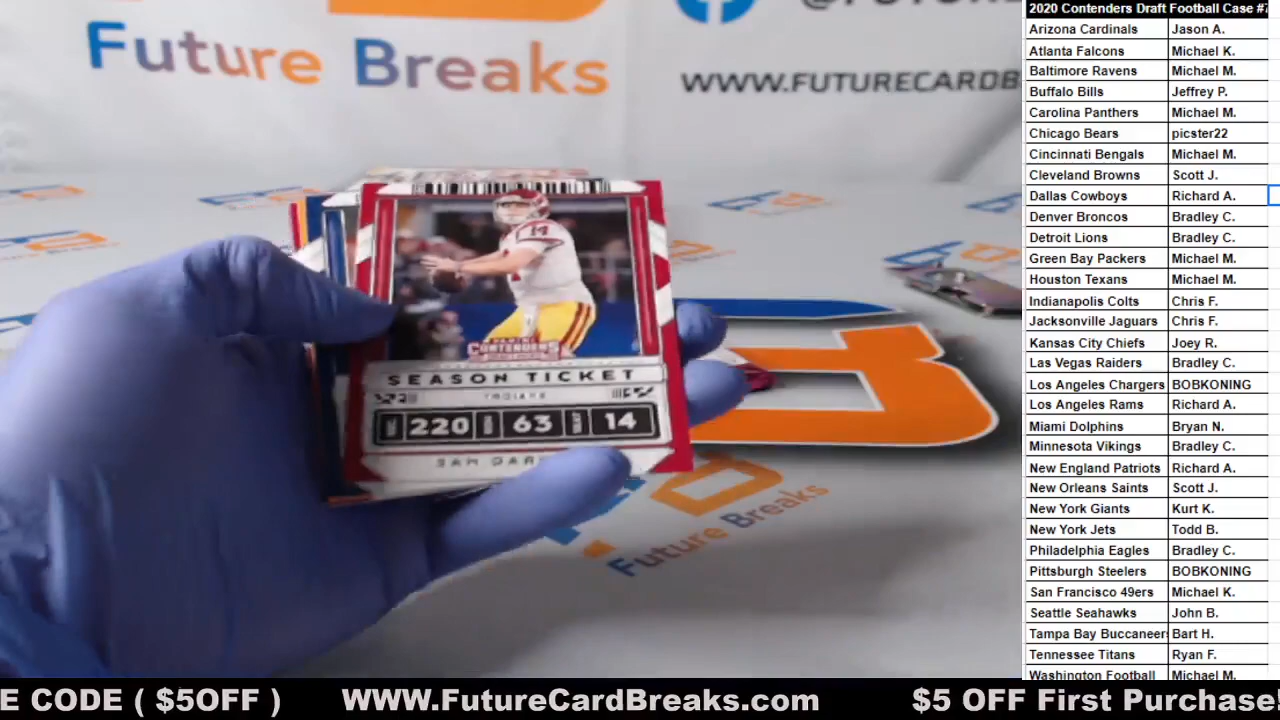 Future Breaks
@FUTURE
WWW.FUTURECARDB
CONTENDERS
SEASON TICKET
TROJANS
220 63 14
SAM DAR
Future Breaks
2020 Contenders Draft Football Case #7
Arizona Cardinals Jason A.
Atlanta Falcons Michael K.
Baltimore Ravens Michael M.
Buffalo Bills Jeffrey P.
Carolina Panthers Michael M.
Chicago Bears picster22
Cincinnati Bengals Michael M.
Cleveland Browns Scott J.
Dallas Cowboys Richard A.
Denver Broncos Bradley C.
Detroit Lions Bradley C.
Green Bay Packers Michael M.
Houston Texans Michael M.
Indianapolis Colts Chris F.
Jacksonville Jaguars Chris F.
Kansas City Chiefs Joey R.
Las Vegas Raiders Bradley C.
Los Angeles Chargers BOBKONING
Los Angeles Rams Richard A.
Miami Dolphins Bryan N.
Minnesota Vikings Bradley C.
New England Patriots Richard A.
New Orleans Saints Scott J.
New York Giants Kurt K.
New York Jets Todd B.
Philadelphia Eagles Bradley C.
Pittsburgh Steelers BOBKONING
San Francisco 49ers Michael K.
Seattle Seahawks John B.
Tampa Bay Buccaneers Bart H.
Tennessee Titans Ryan F.
Washington Football Michael M.
E CODE ( $5OFF ) WWW.FutureCardBreaks.com $5 OFF First Purchase!